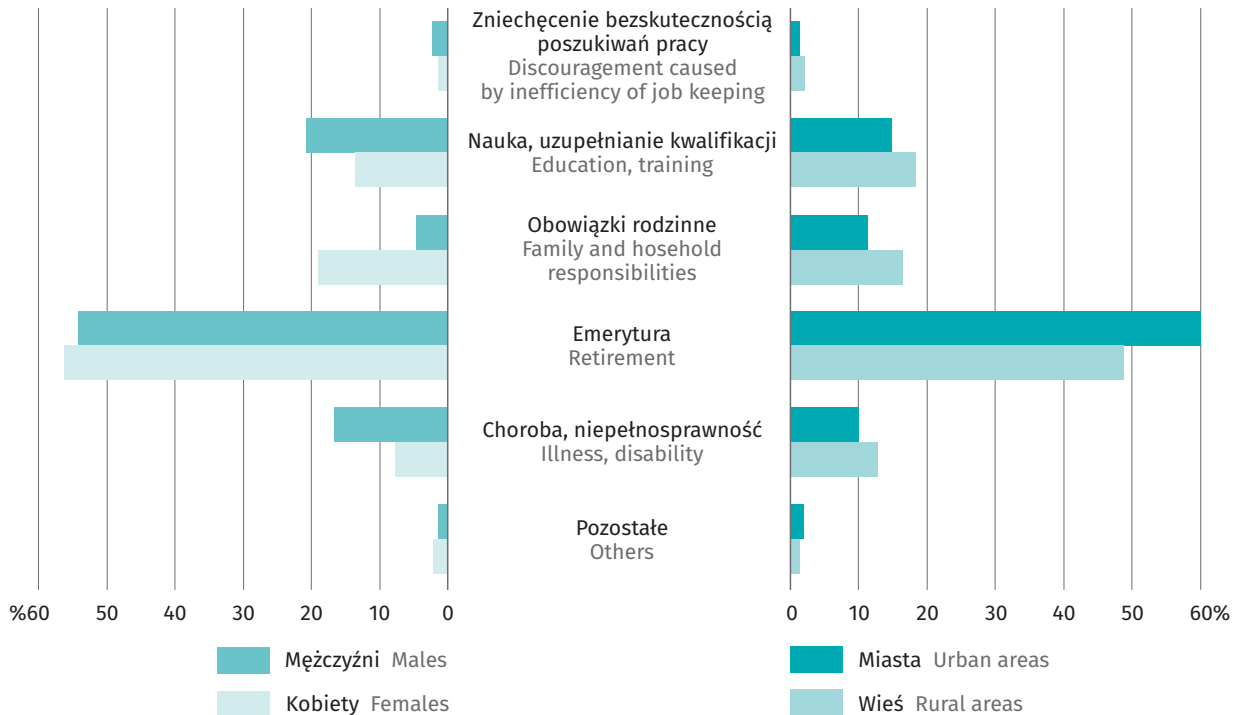 Zniechęcenie bezskutecznością
poszukiwań pracy
Discouragement caused
by inefficiency of job keeping
Nauka, uzupełnianie kwalifikacji
Education, training
Obowiązki rodzinne
Family and hosehold
responsibilities
Emerytura
Retirement
Choroba, niepełnosprawność
Illness, disability
Pozostałe
Others
%60 50 40 30 20 10 0
0 10 20 30 40 50 60%
Mężczyźni Males
Kobiety Females
Miasta Urban areas
Wieś Rural areas